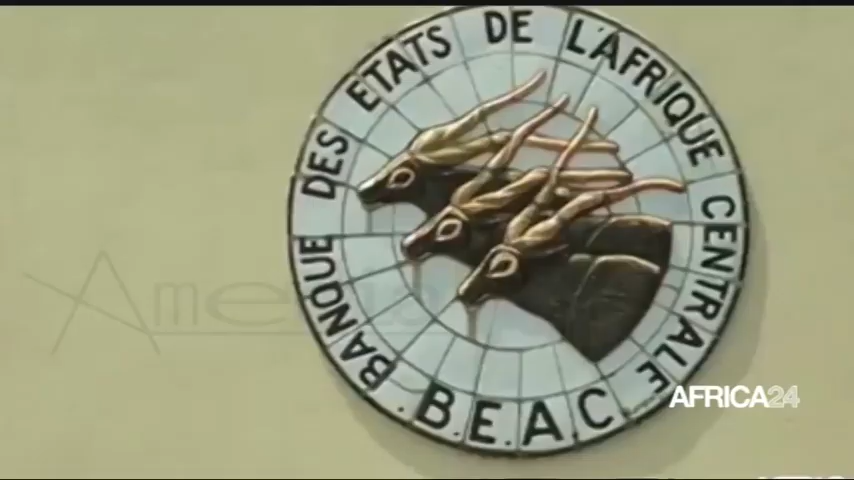 BANQUE DES ETATS DE L'AFRIQUE CENTRALE
B.E.A.C
AFRICA24